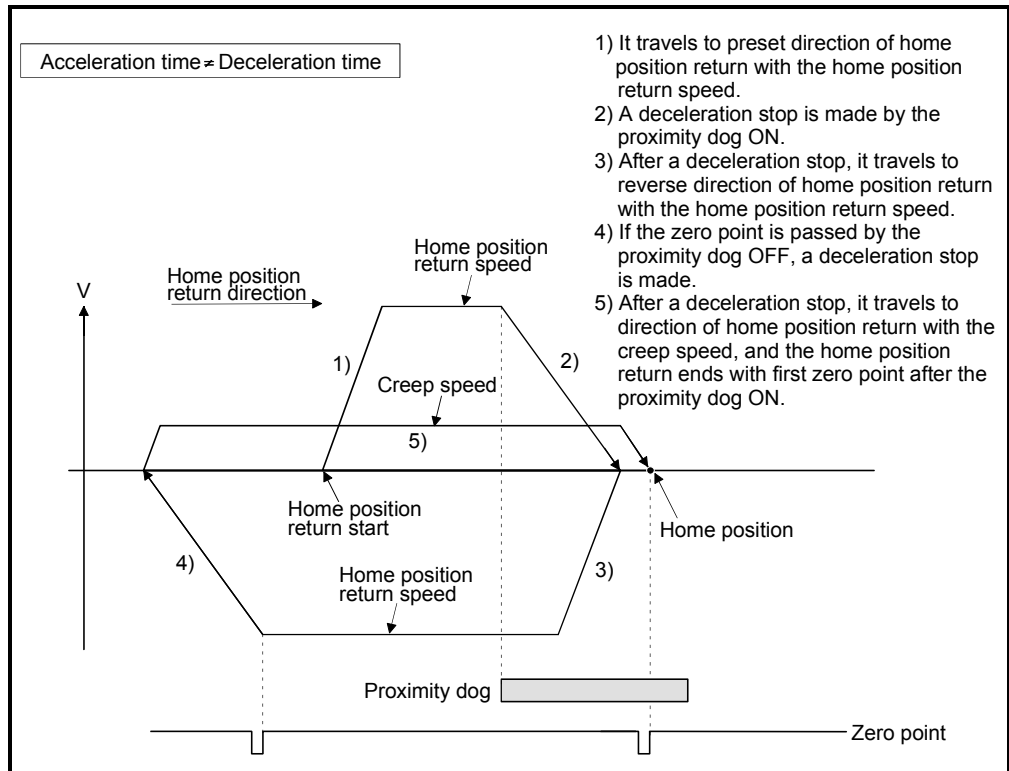 Acceleration time ≠ Deceleration time
1) It travels to preset direction of home
position return with the home position
return speed.
2) A deceleration stop is made by the
proximity dog ON.
3) After a deceleration stop, it travels to
reverse direction of home position return
with the home position return speed.
4) If the zero point is passed by the
proximity dog OFF, a deceleration stop
is made.
5) After a deceleration stop, it travels to
direction of home position return with the
creep speed, and the home position
return ends with first zero point after the
proximity dog ON.
Home position
return speed
Home position
return direction
V
1)
2)
Creep speed
5)
Home position
return start
Home position
4)
Home position
return speed
3)
Proximity dog
Zero point